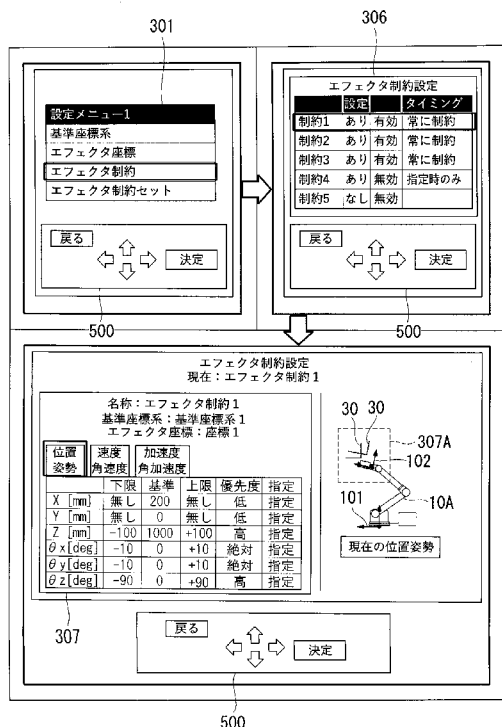 301
設定メニュー1
基準座標系
エフェクタ座標
エフェクタ制約
エフェクタ制約セット
戻る
決定
500
306
エフェクタ制約設定
設定 タイミング
制約1 あり 有効 常に制約
制約2 あり 有効 常に制約
制約3 あり 有効 常に制約
制約4 あり 無効 指定時のみ
制約5 なし 無効
戻る
決定
500
エフェクタ制約設定
現在：エフェクタ制約1
名称：エフェクタ制約1
基準座標系：基準座標系1
エフェクタ座標：座標1
位置 速度 加速度
姿勢 角速度 角加速度
下限 基準 上限 優先度 指定
X [mm] 無し 200 無し 低 指定
Y [mm] 無し 0 無し 低 指定
Z [mm] -100 1000 +100 高 指定
θx[deg] -10 0 +10 絶対 指定
θy[deg] -10 0 +10 絶対 指定
θz[deg] -90 0 +90 高 指定
307
30 30
307A
102
101
10A
現在の位置姿勢
戻る
決定
500